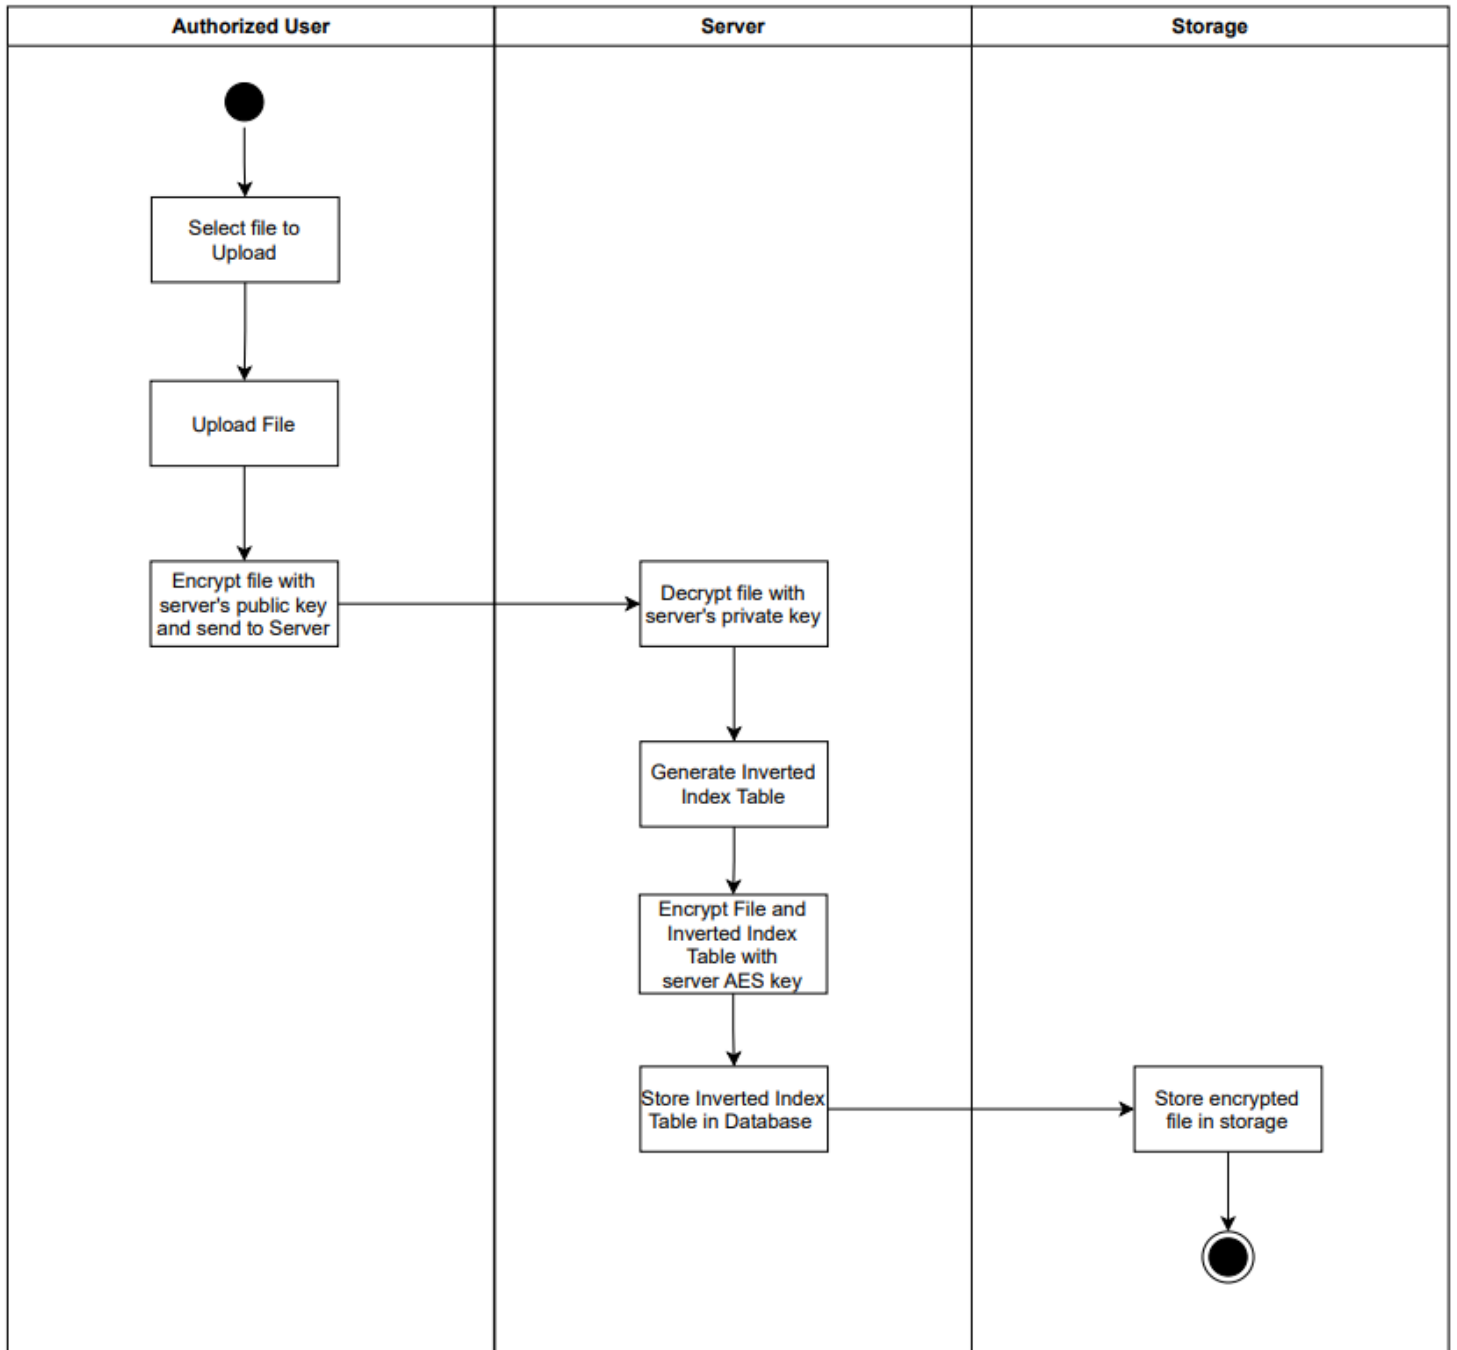 Authorized User
Server
Storage
Select file to
Upload
Upload File
Encrypt file with
server's public key
and send to Server
Decrypt file with
server's private key
Generate Inverted
Index Table
Encrypt File and
Inverted Index
Table with
server AES key
Store Inverted Index
Table in Database
Store encrypted
file in storage